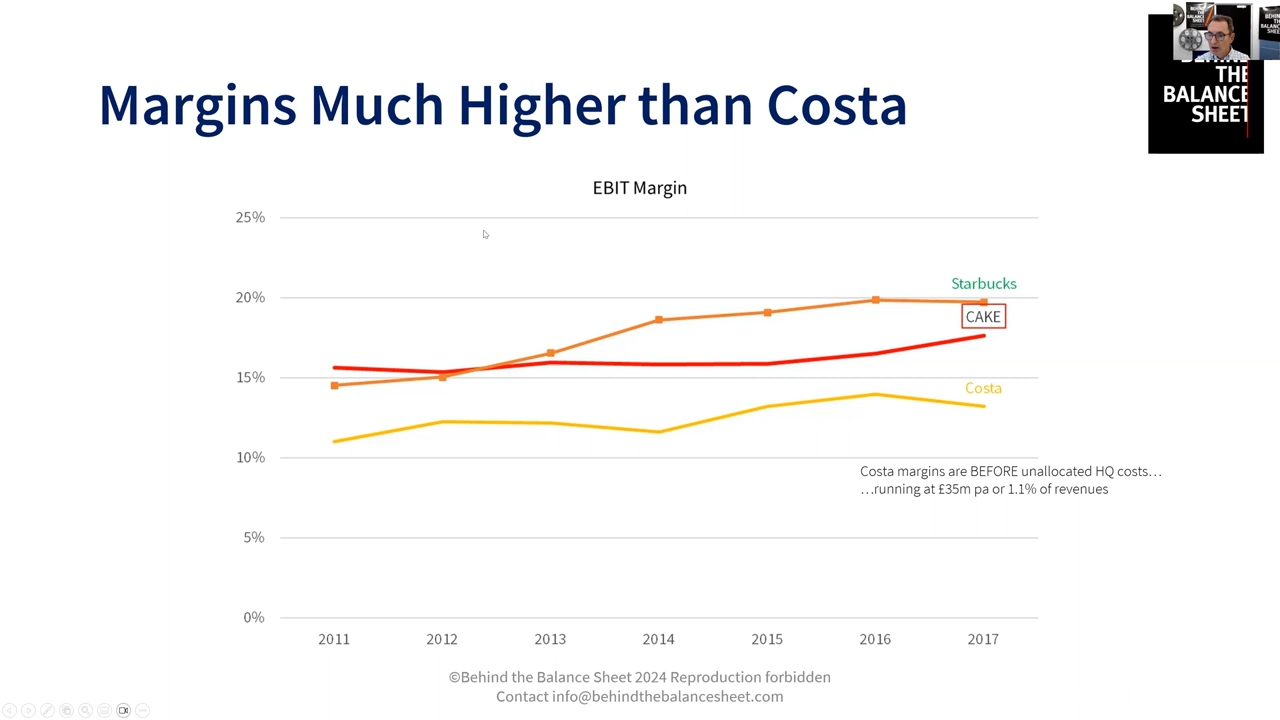 Margins Much Higher than Costa
THE
BALANCE
SHEET
EBIT Margin
25%
20%
15%
10%
5%
0%
Starbucks
CAKE
Costa
Costa margins are BEFORE unallocated HQ costs…
…running at £35m pa or 1.1% of revenues
2011
2012
2013
2014
2015
2016
2017
©Behind the Balance Sheet 2024 Reproduction forbidden
Contact info@behindthebalancesheet.com